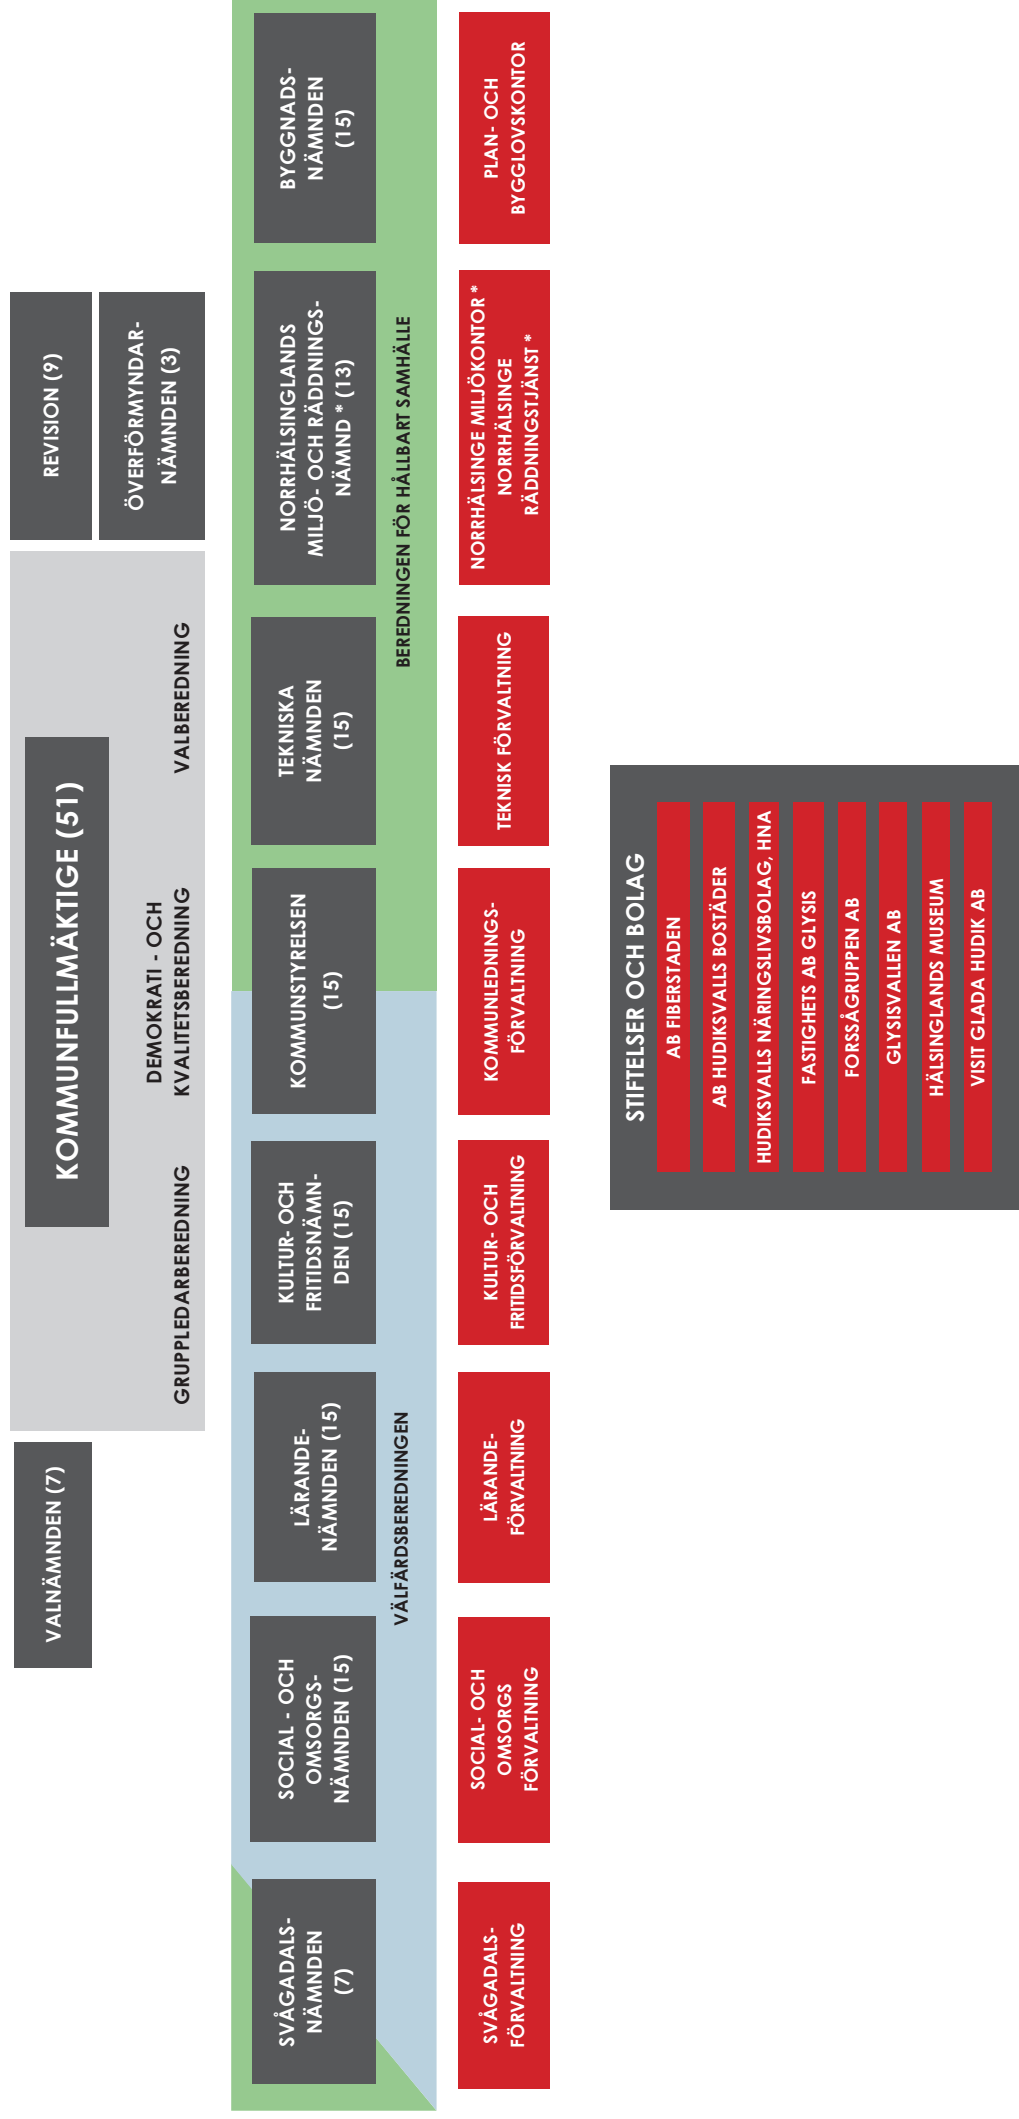 VALNÄMNDEN (7)
KOMMUNFULLMÄKTIGE (51)
GRUPPLEDARBEREDNING
DEMOKRATI - OCH
KVALITETSBEREDNING
VALBEREDNING
REVISION (9)
ÖVERFÖRMYNDAR-
NÄMNDEN (3)
SVÅGADALS-
NÄMNDEN
(7)
SOCIAL - OCH
OMSORGS-
NÄMNDEN (15)
LÄRANDE-
NÄMNDEN (15)
KULTUR- OCH
FRITIDSNÄMN-
DEN (15)
KOMMUNSTYRELSEN
(15)
TEKNISKA
NÄMNDEN
(15)
NORRHÄLSINGLANDS
MILJÖ- OCH RÄDDNINGS-
NÄMND * (13)
BYGGNADS-
NÄMNDEN
(15)
VÄLFÄRDSBEREDNINGEN
BEREDNINGEN FÖR HÅLLBART SAMHÄLLE
SVÅGADALS-
FÖRVALTNING
SOCIAL- OCH
OMSORGS
FÖRVALTNING
LÄRANDE-
FÖRVALTNING
KULTUR- OCH
FRITIDSFÖRVALTNING
KOMMUNLEDNINGS-
FÖRVALTNING
TEKNISK FÖRVALTNING
NORRHÄLSINGE MILJÖKONTOR *
NORRHÄLSINGE
RÄDDNINGSTJÄNST *
PLAN- OCH
BYGGLOVSKONTOR
STIFTELSER OCH BOLAG
AB FIBERSTADEN
AB HUDIKSVALLS BOSTÄDER
HUDIKSVALLS NÄRINGSLIVSBOLAG, HNA
FASTIGHETS AB GLYSIS
FORSSÅGRUPPEN AB
GLYSISVALLEN AB
HÄLSINGLANDS MUSEUM
VISIT GLADA HUDIK AB